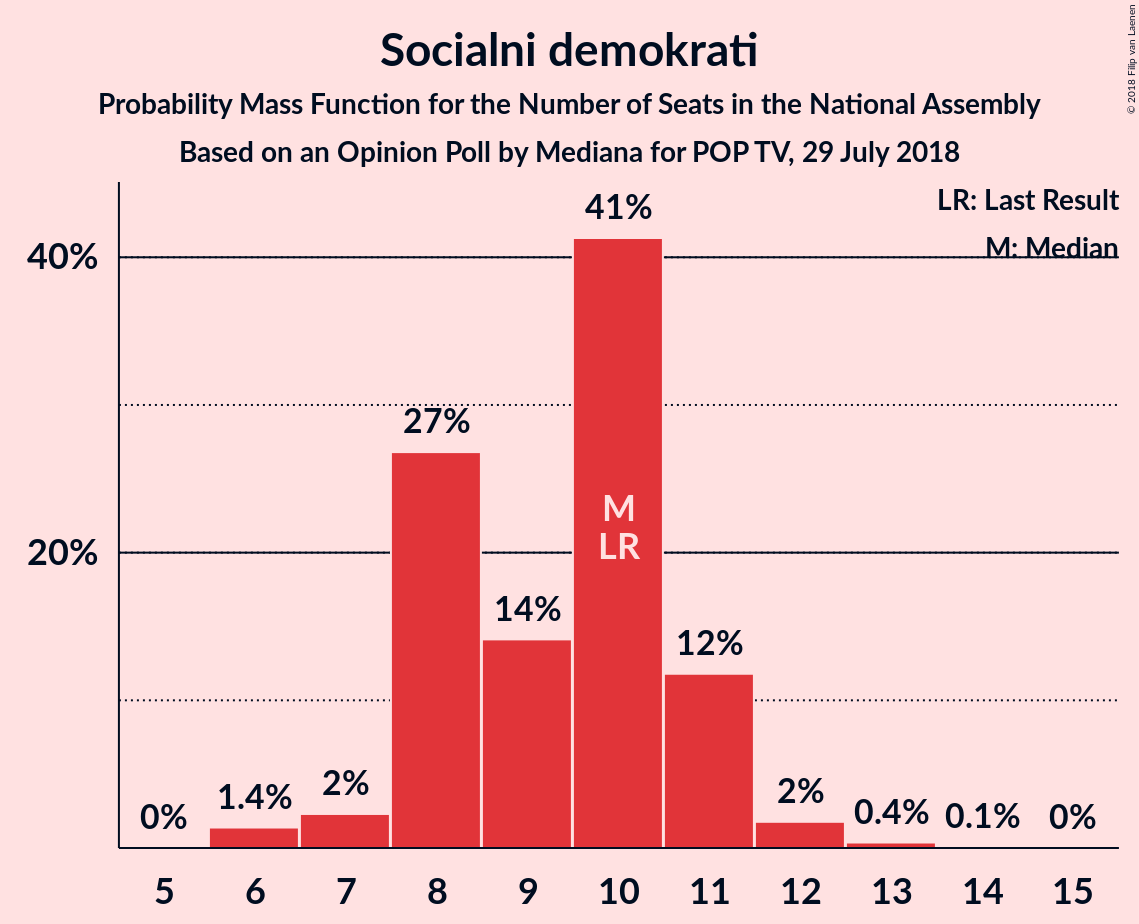 Socialni demokrati
Probability Mass Function for the Number of Seats in the National Assembly
Based on an Opinion Poll by Mediana for POP TV, 29 July 2018
© 2018 Filip van Laenen
LR: Last Result
M: Median
40%
20%
0%
1.4%
2%
27%
14%
41%
12%
2%
0.4%
0.1%
0%
M
LR
5 6 7 8 9 10 11 12 13 14 15